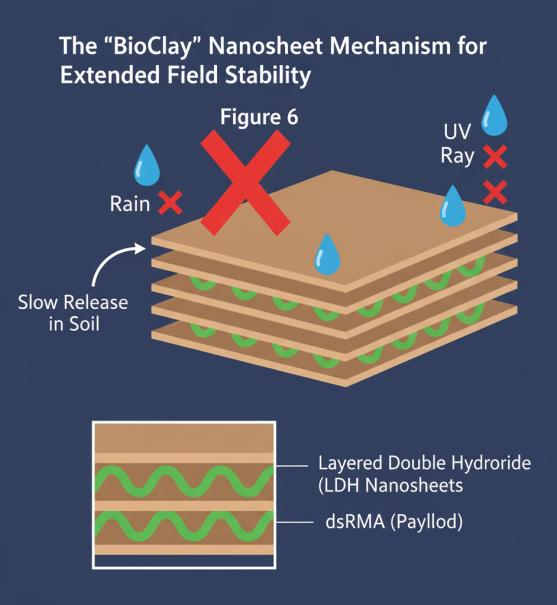 The “BioClay” Nanosheet Mechanism for
Extended Field Stability
Figure 6
UV
Ray
Rain
Slow Release
in Soil
Layered Double Hydroride
(LDH Nanosheets
dsRMA (Payllod)